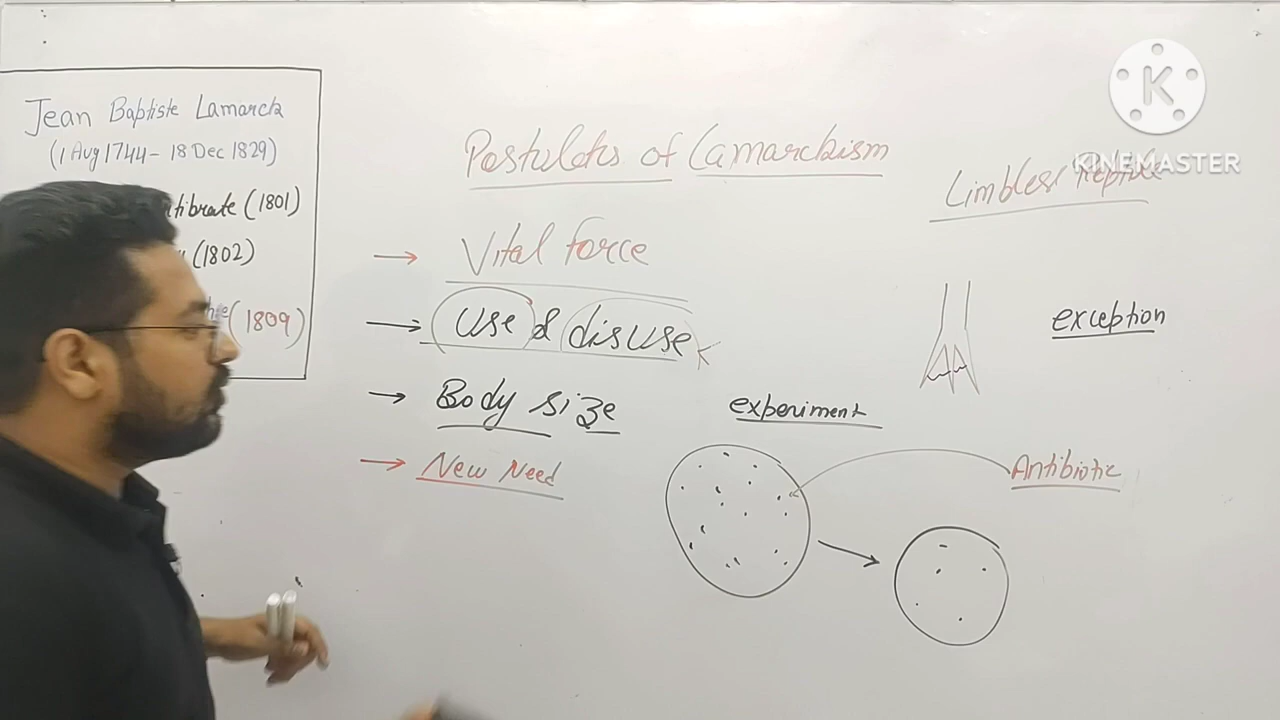 Jean Baptiste Lamarck
(1 Aug 1744 - 18 Dec 1829)
(1801)
(1802)
(1809)
Postulates of Lamarckism
Vital force
Use & disuse
Body size
New Need
Limbless Reptile
exception
experiment
Antibiotic
K
KINEMASTER